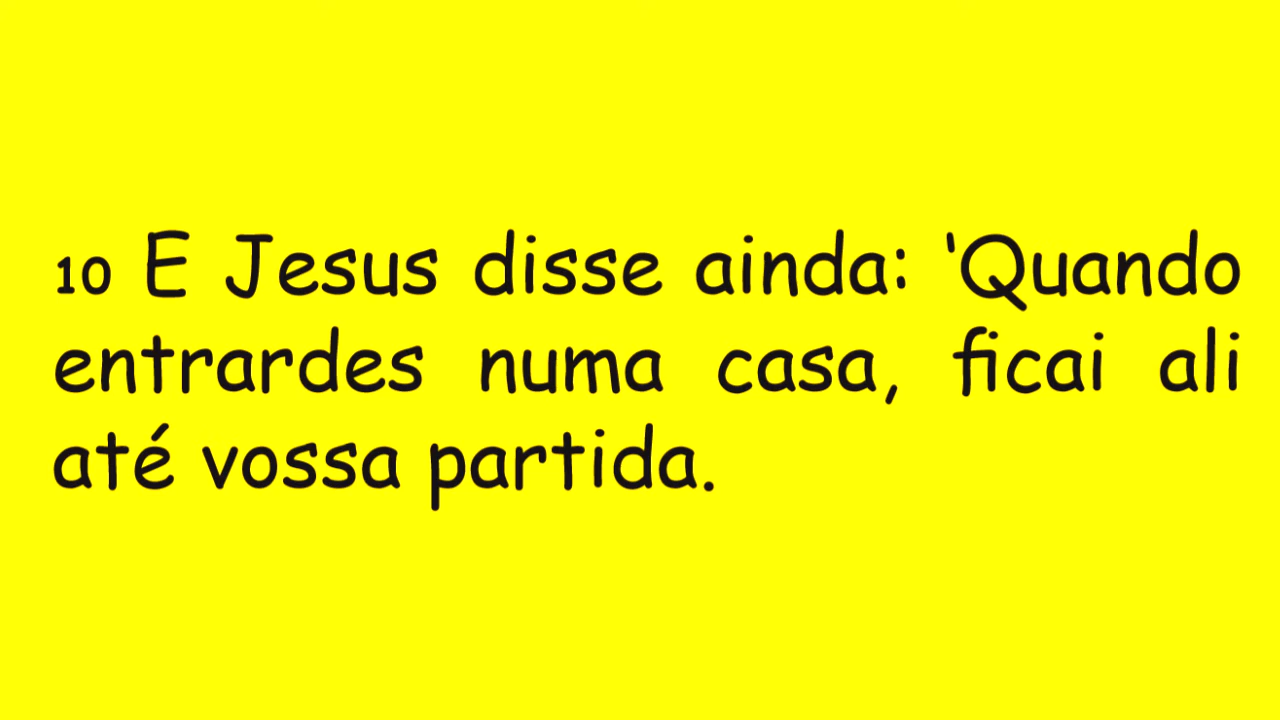 10 E Jesus disse ainda: ‘Quando
entrardes numa casa, ficai ali
até vossa partida.